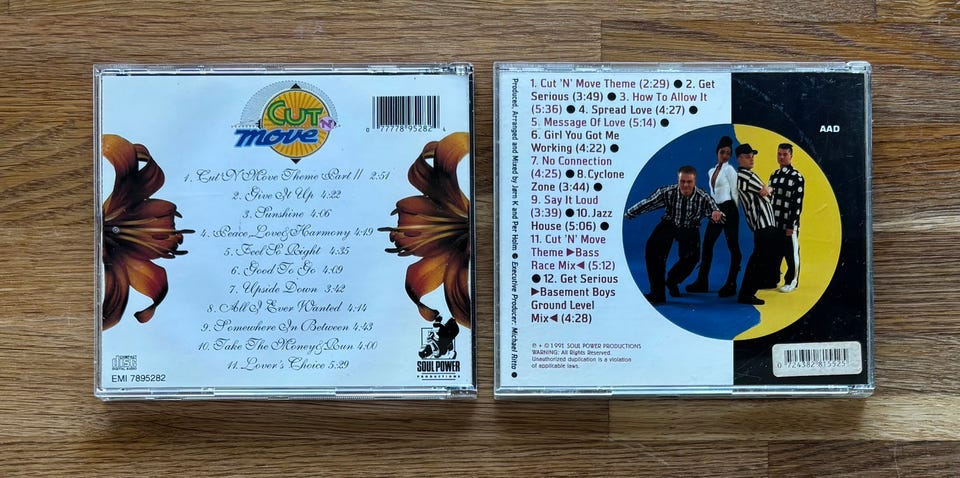 CUT
'N'
move
0 77778 95282 4
1. Cut N Move Theme Part II 2:51
2. Give It Up 4:22
3. Sunshine 4:06
4. Peace, Love & Harmony 4:19
5. Feel So Right 4:35
6. Good To Go 4:09
7. Upside Down 3:42
8. All I Ever Wanted 4:14
9. Somewhere In Between 4:43
10. Take The Money & Run 4:00
11. Lover's Choice 5:29
COMPACT
disc
DIGITAL AUDIO
EMI 7895282
SOUL POWER
PRODUCTIONS
Produced, Arranged and Mixed by Jørn K and Per Holm ● Executive Producer: Michael Ritto ●
1. Cut 'N' Move Theme (2:29) ● 2. Get
Serious (3:49) ● 3. How To Allow It
(5:36) ● 4. Spread Love (4:27) ●
5. Message Of Love (5:14) ●
6. Girl You Got Me
Working (4:22) ●
7. No Connection
(4:25) ● 8. Cyclone
Zone (3:44) ●
9. Say It Loud
(3:39) ● 10. Jazz
House (5:06) ●
11. Cut 'N' Move
Theme ▶Bass
Race Mix◀ (5:12)
● 12. Get Serious
▶Basement Boys
Ground Level
Mix◀ (4:28)
℗ + © 1991 SOUL POWER PRODUCTIONS
WARNING: All Rights Reserved.
Unauthorized duplication is a violation
of applicable laws.
AAD
0 724382 815525